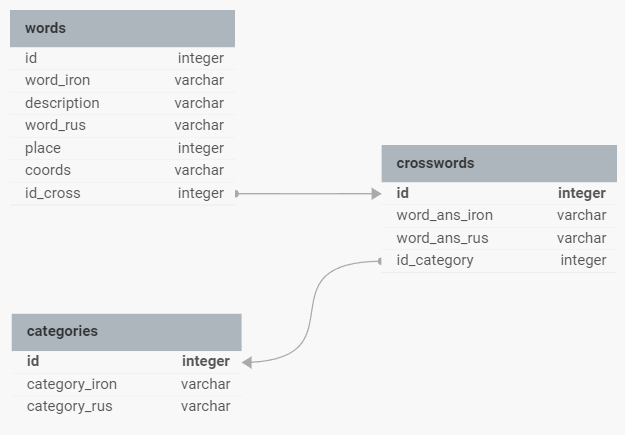 words
id integer
word_iron varchar
description varchar
word_rus varchar
place integer
coords varchar
id_cross integer
crosswords
id integer
word_ans_iron varchar
word_ans_rus varchar
id_category integer
categories
id integer
category_iron varchar
category_rus varchar